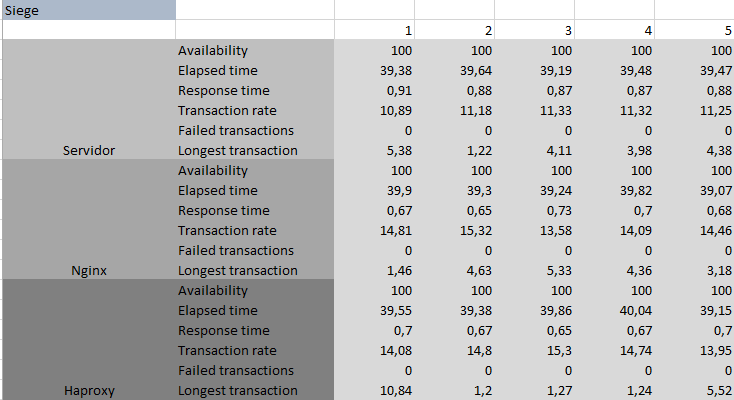 Siege
1 2 3 4 5
Availability 100 100 100 100 100
Elapsed time 39,38 39,64 39,19 39,48 39,47
Response time 0,91 0,88 0,87 0,87 0,88
Transaction rate 10,89 11,18 11,33 11,32 11,25
Failed transactions 0 0 0 0 0
Servidor Longest transaction 5,38 1,22 4,11 3,98 4,38
Availability 100 100 100 100 100
Elapsed time 39,9 39,3 39,24 39,82 39,07
Response time 0,67 0,65 0,73 0,7 0,68
Transaction rate 14,81 15,32 13,58 14,09 14,46
Failed transactions 0 0 0 0 0
Nginx Longest transaction 1,46 4,63 5,33 4,36 3,18
Availability 100 100 100 100 100
Elapsed time 39,55 39,38 39,86 40,04 39,15
Response time 0,7 0,67 0,65 0,67 0,7
Transaction rate 14,08 14,8 15,3 14,74 13,95
Failed transactions 0 0 0 0 0
Haproxy Longest transaction 10,84 1,2 1,27 1,24 5,52